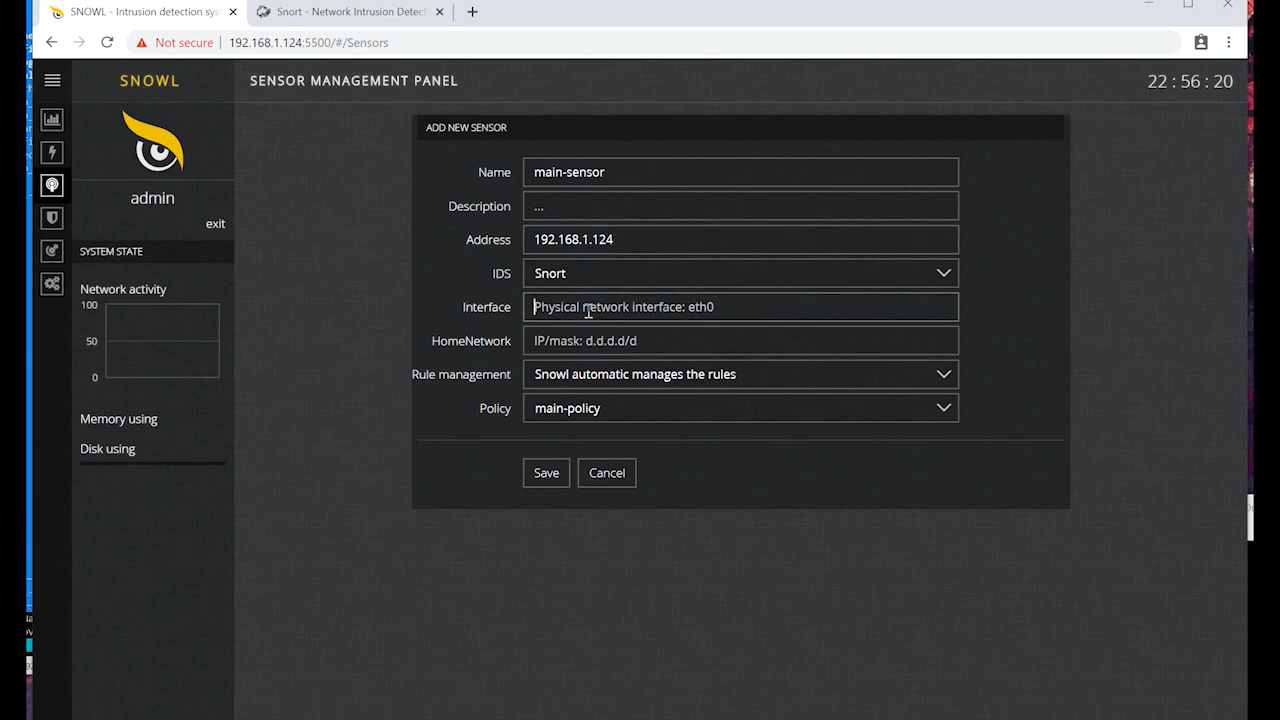 SNOWL - Intrusion detection sys
Snort - Network Intrusion Detect
Not secure
192.168.1.124:5500/#/Sensors
SNOWL
SENSOR MANAGEMENT PANEL
22 : 56 : 20
ADD NEW SENSOR
admin
exit
SYSTEM STATE
Network activity
100
50
0
Memory using
Disk using
Name
main-sensor
Description
...
Address
192.168.1.124
IDS
Snort
Interface
Physical network interface: eth0
HomeNetwork
IP/mask: d.d.d.d/d
Rule management
Snowl automatic manages the rules
Policy
main-policy
Save
Cancel